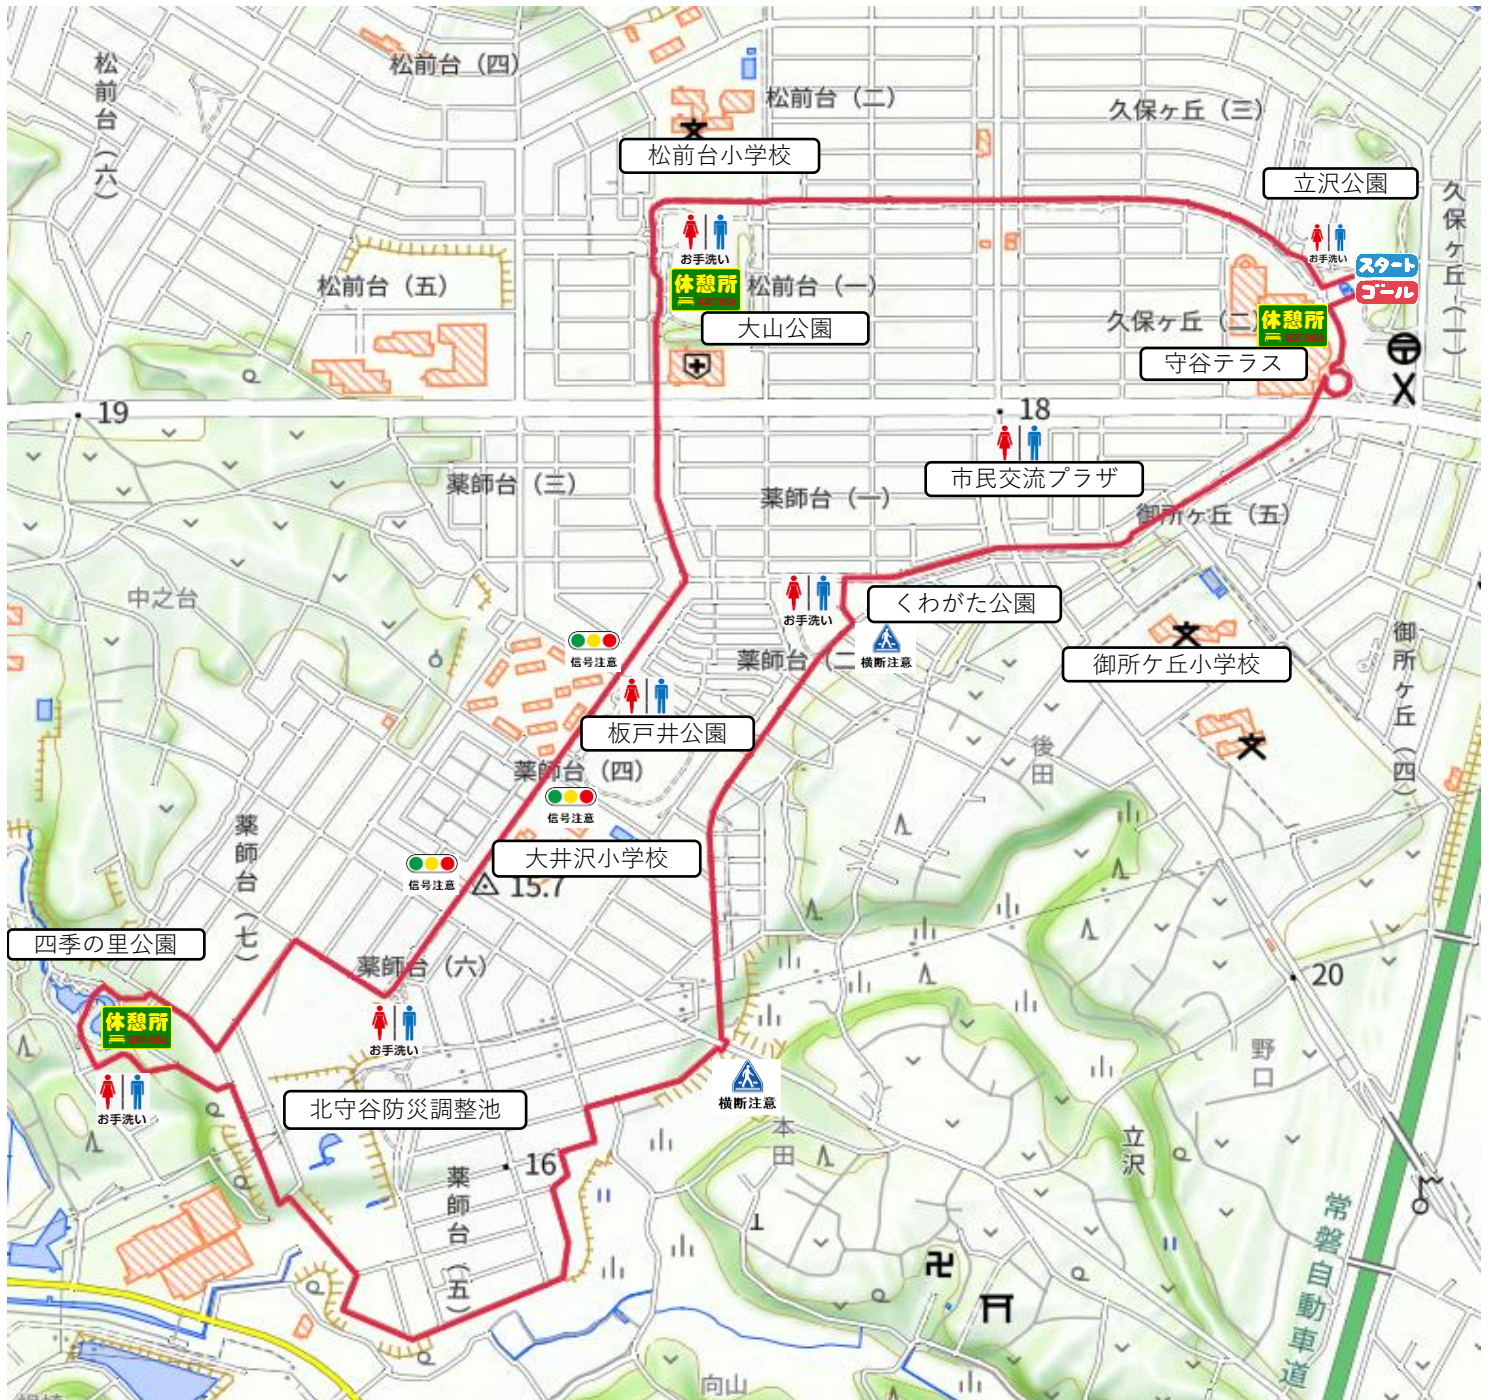 松前台（四）
松前台（六）
松前台（二）
久保ヶ丘（三）
松前台小学校
立沢公園
久保ヶ丘（一）
お手洗い
お手洗い
スタート
ゴール
休憩所
松前台（五）
松前台（一）
大山公園
久保ヶ丘（二
休憩所
守谷テラス
19
18
市民交流プラザ
薬師台（三）
薬師台（一）
御所ヶ丘（五）
中之台
お手洗い
くわがた公園
信号注意
薬師台（二
横断注意
御所ケ丘小学校
御所ヶ丘（四）
板戸井公園
後田
薬師台（四）
信号注意
薬師台（七）
大井沢小学校
信号注意
15.7
四季の里公園
薬師台（六）
20
休憩所
お手洗い
野口
お手洗い
横断注意
北守谷防災調整池
本田
立沢
16
薬師台（五）
常磐自動車道
向山